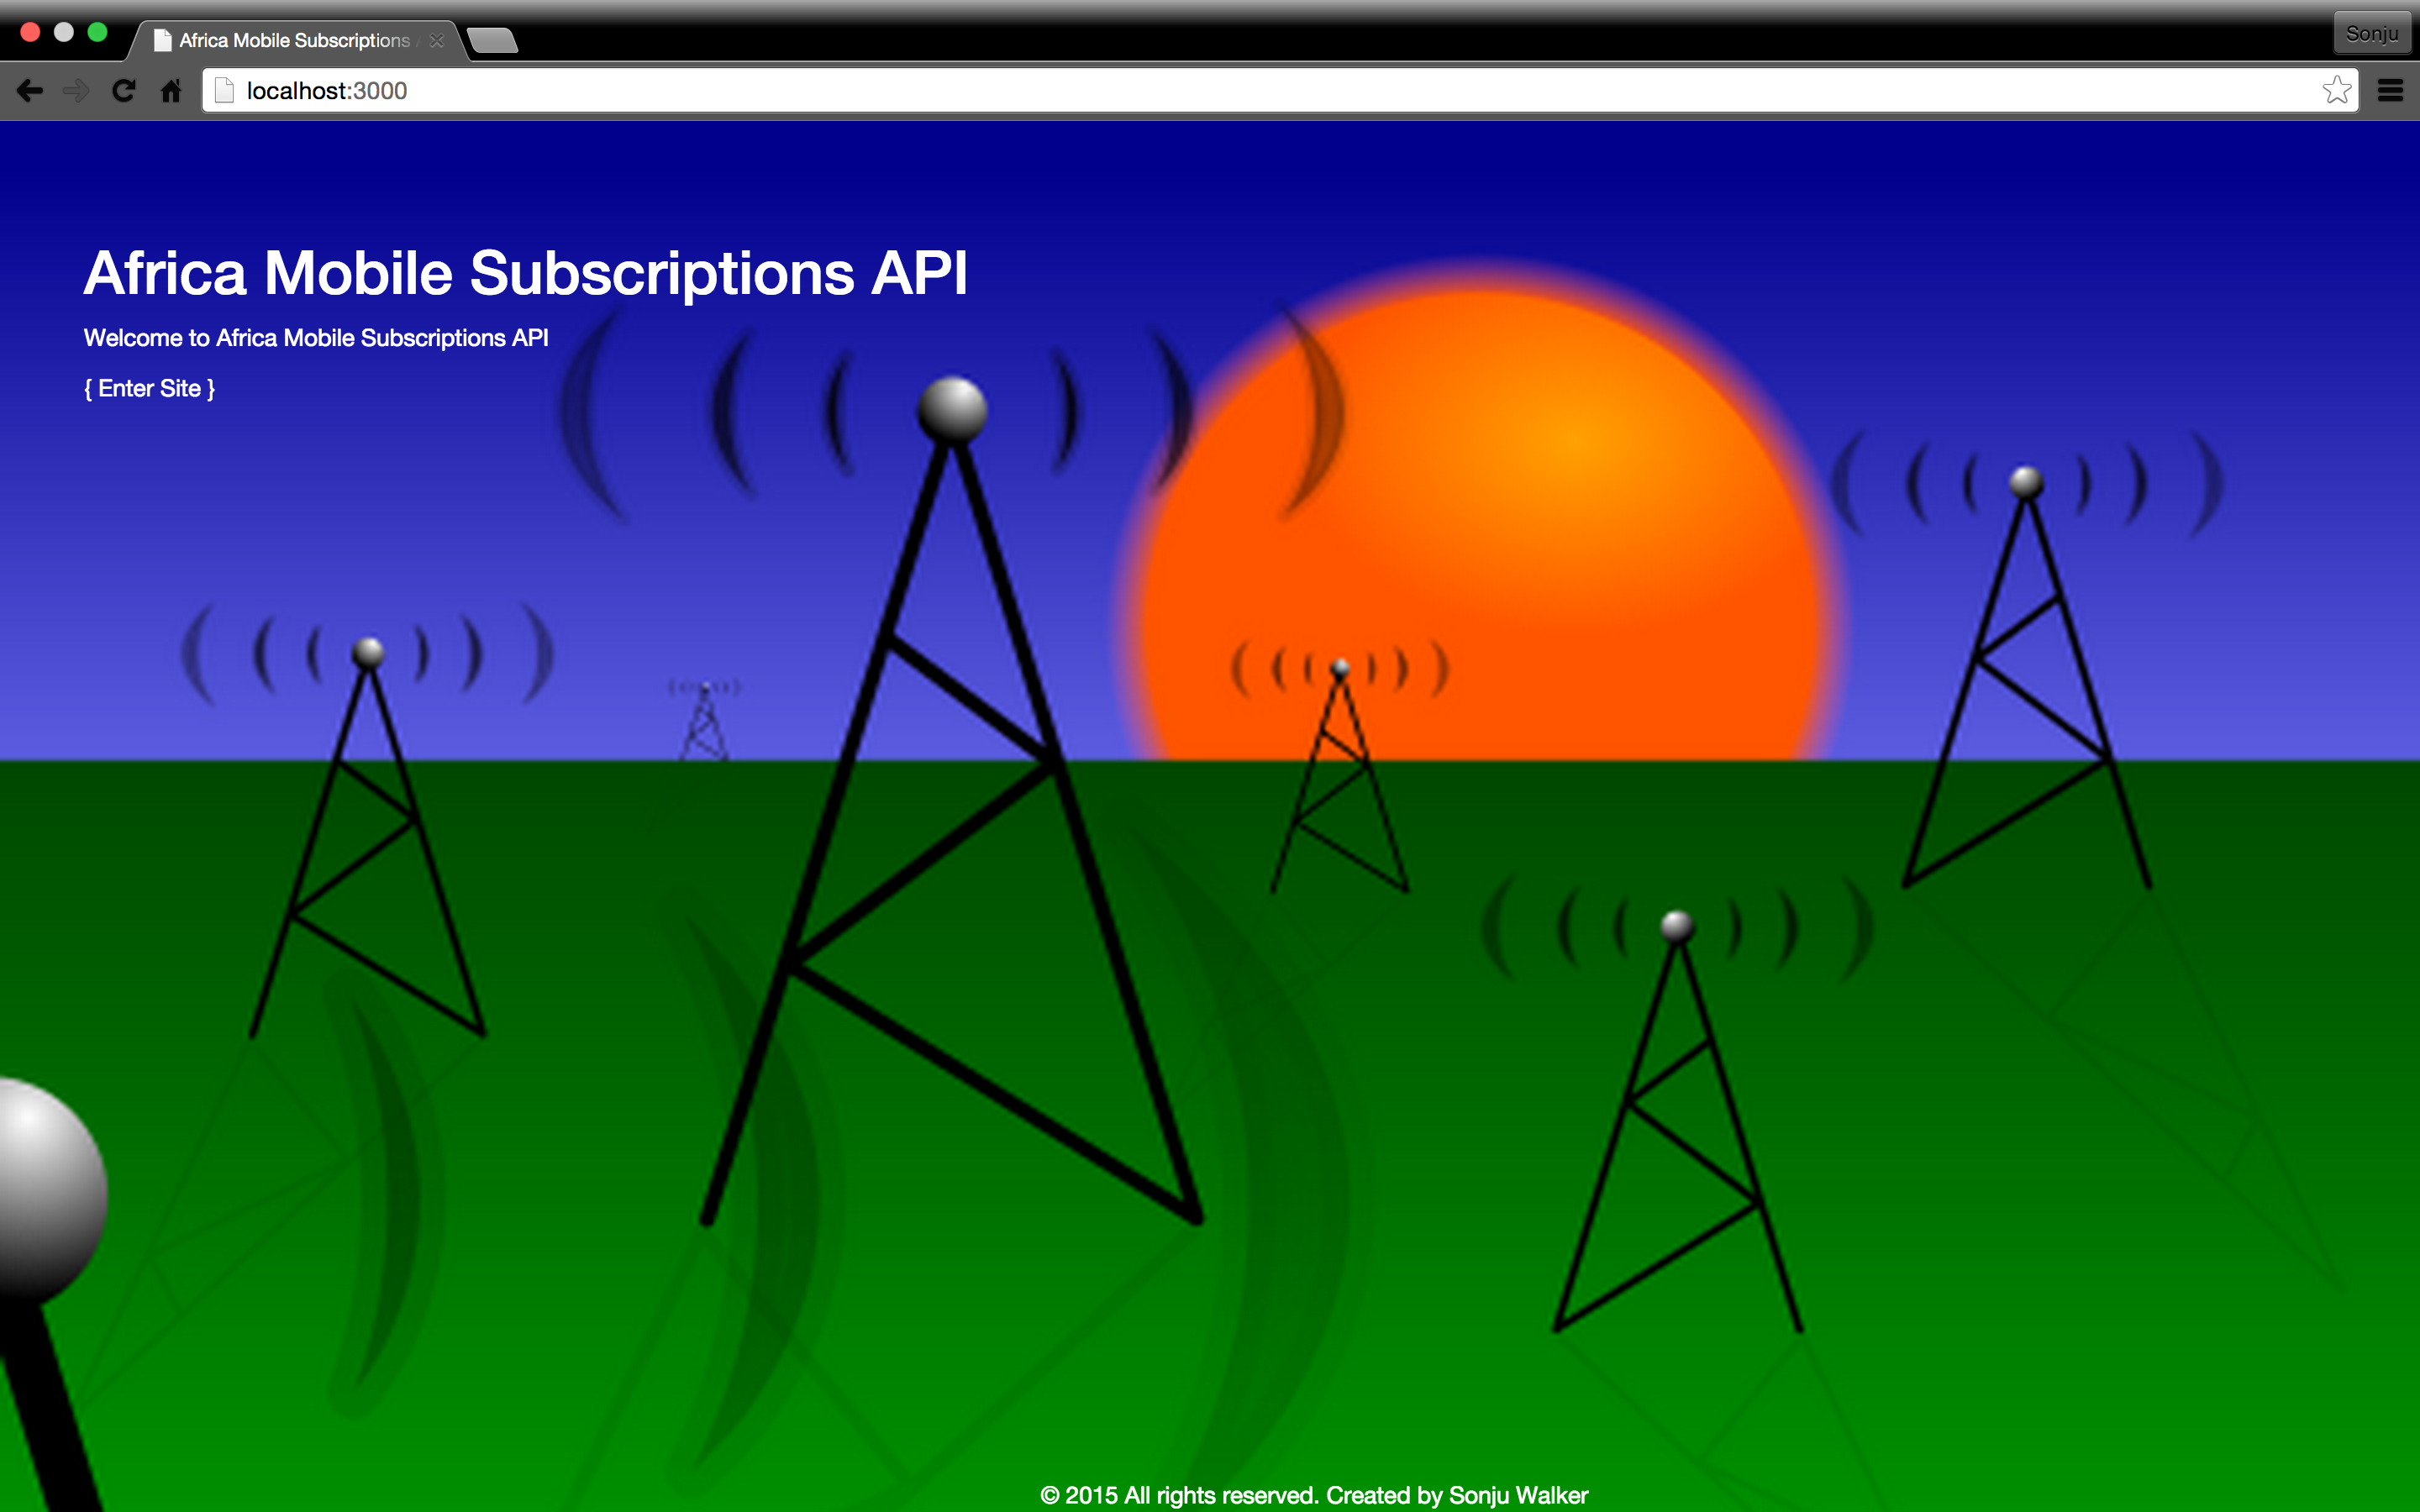 Africa Mobile Subscriptions
Sonju
localhost:3000
Africa Mobile Subscriptions API
Welcome to Africa Mobile Subscriptions API
{ Enter Site }
© 2015 All rights reserved. Created by Sonju Walker